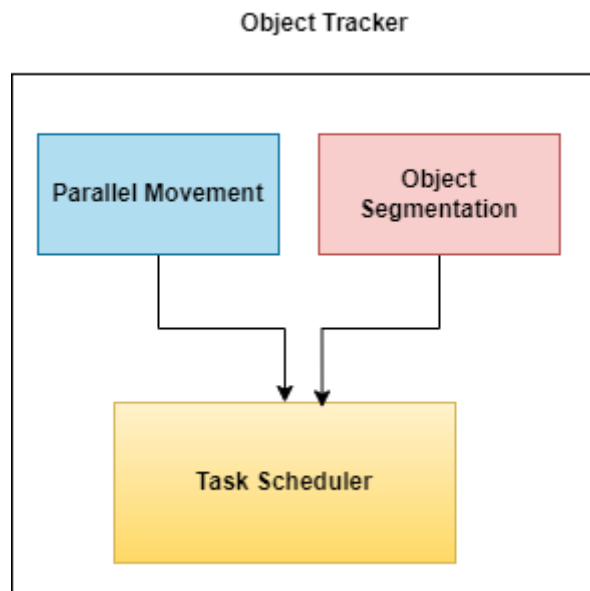 Object Tracker
Parallel Movement
Object
Segmentation
Task Scheduler